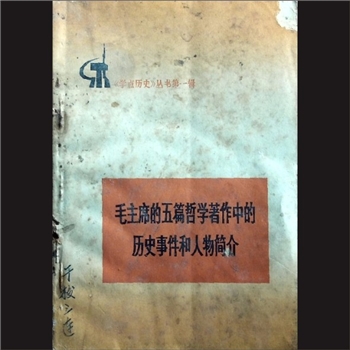 《学点历史》丛书第一辑
毛主席的五篇哲学著作中的
历史事件和人物简介